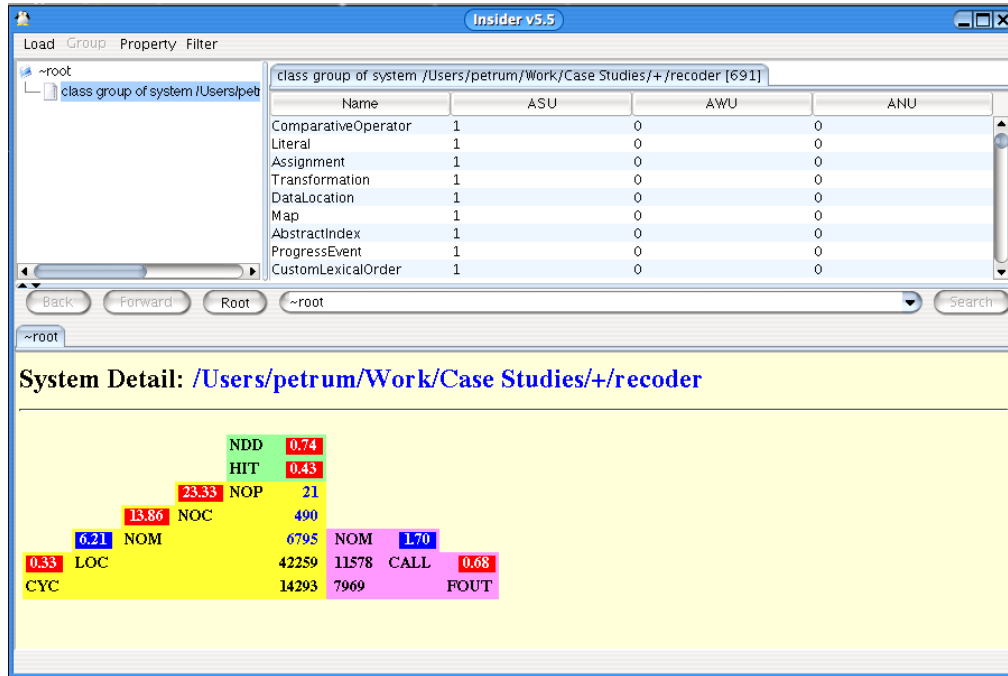 Insider v5.5
Load Group Property Filter
~root
class group of system /Users/petr
class group of system /Users/petrum/Work/Case Studies/+/recoder [691]
Name ASU AWU ANU
ComparativeOperator 1 0 0
Literal 1 0 0
Assignment 1 0 0
Transformation 1 0 0
DataLocation 1 0 0
Map 1 0 0
AbstractIndex 1 0 0
ProgressEvent 1 0 0
CustomLexicalOrder 1 0 0
Back Forward Root ~root Search
~root
System Detail: /Users/petrum/Work/Case Studies/+/recoder
NDD 0.74
HIT 0.43
23.33 NOP 21
13.86 NOC 490
6.21 NOM 6795 NOM 1.70
0.33 LOC 42259 11578 CALL 0.68
CYC 14293 7969 FOUT